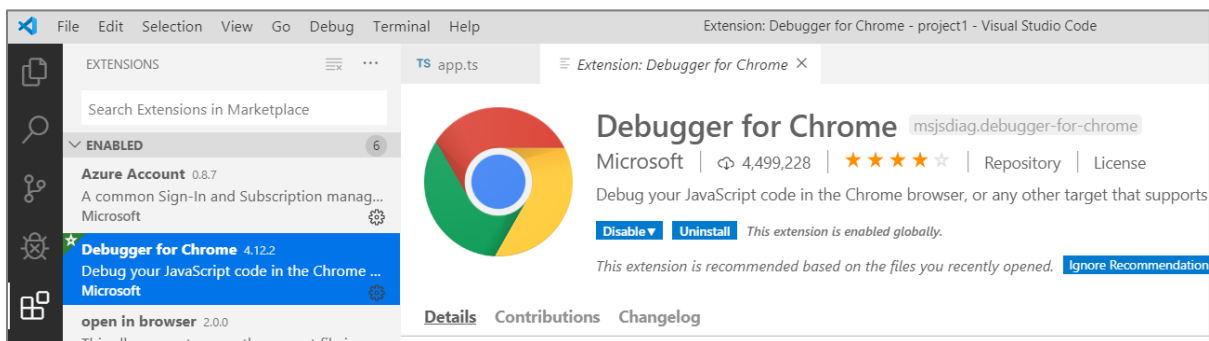 File Edit Selection View Go Debug Terminal Help
Extension: Debugger for Chrome - project1 - Visual Studio Code
EXTENSIONS
Search Extensions in Marketplace
ENABLED 6
Azure Account 0.8.7
A common Sign-In and Subscription manag...
Microsoft
Debugger for Chrome 4.12.2
Debug your JavaScript code in the Chrome ...
Microsoft
open in browser 2.0.0
TS app.ts
Extension: Debugger for Chrome ×
Debugger for Chrome msjsdiag.debugger-for-chrome
Microsoft 4,499,228 Repository License
Debug your JavaScript code in the Chrome browser, or any other target that supports
Disable Uninstall This extension is enabled globally.
This extension is recommended based on the files you recently opened. Ignore Recommendation
Details Contributions Changelog